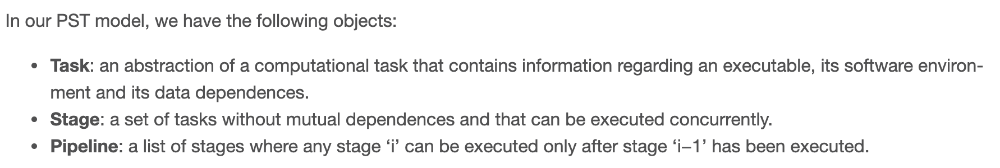 In our PST model, we have the following objects:
• Task: an abstraction of a computational task that contains information regarding an executable, its software environ-
ment and its data dependences.
• Stage: a set of tasks without mutual dependences and that can be executed concurrently.
• Pipeline: a list of stages where any stage ‘i’ can be executed only after stage ‘i–1’ has been executed.